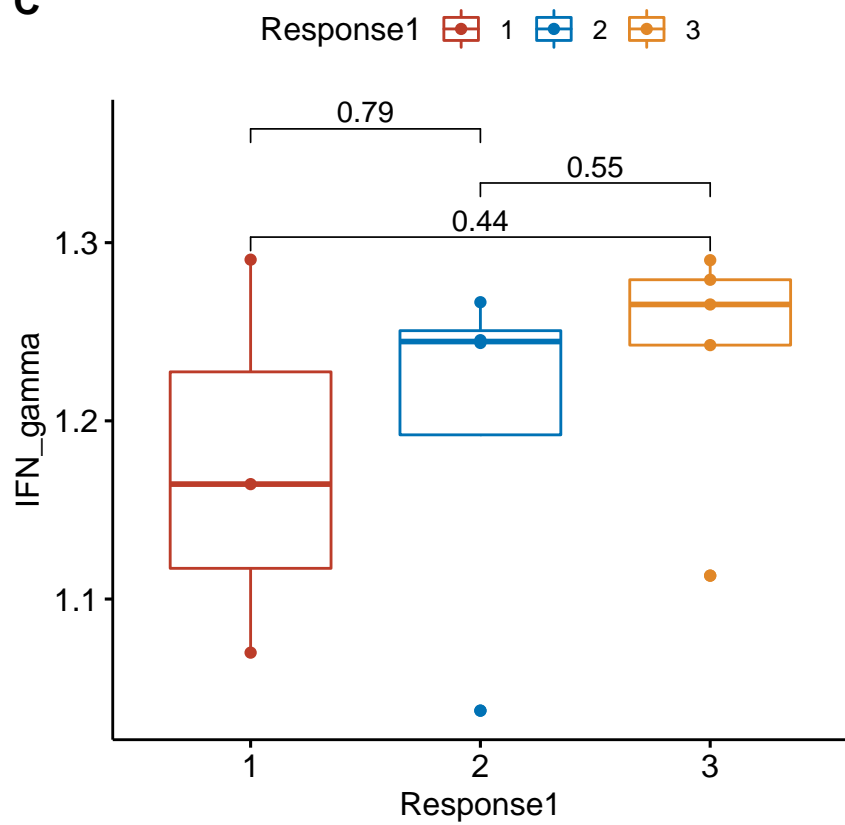 C
Response1 1 2 3
0.79
0.55
0.44
1.3
1.2
1.1
IFN_gamma
1 2 3
Response1